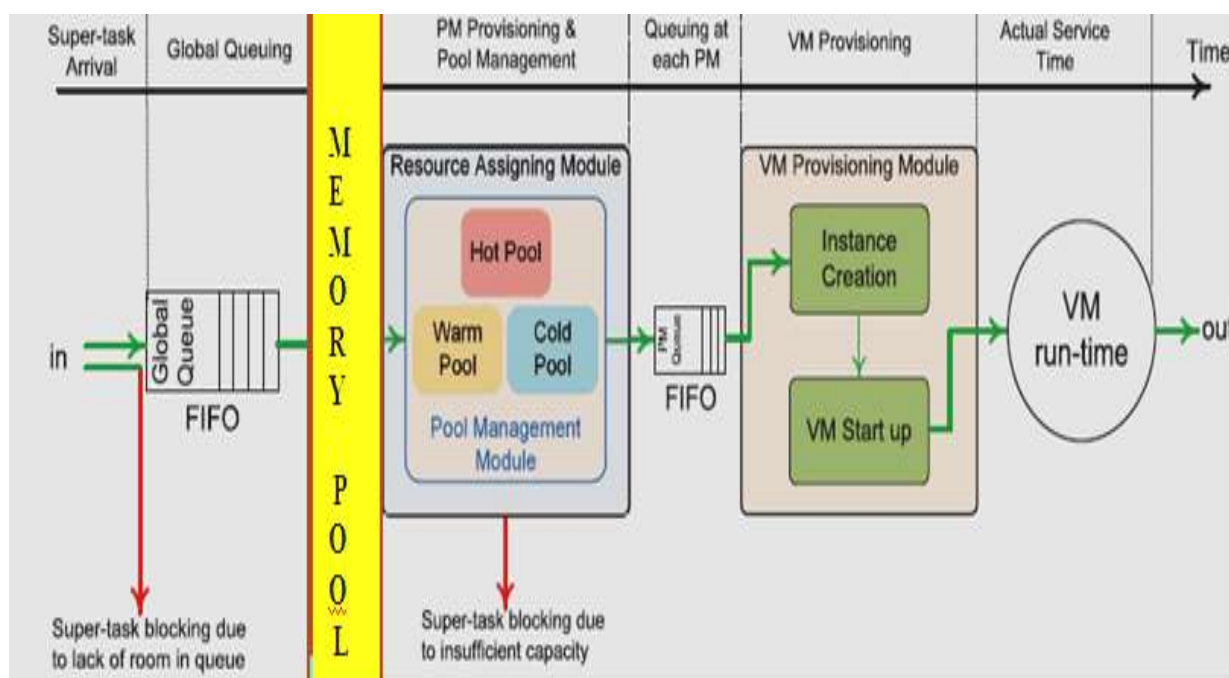 Super-task
Arrival
Global Queuing
PM Provisioning &
Pool Management
Queuing at
each PM
VM Provisioning
Actual Service
Time
Time
M
E
M
O
R
Y
P
O
O
L
Resource Assigning Module
Hot Pool
Warm
Pool
Cold
Pool
Pool Management
Module
VM Provisioning Module
Instance
Creation
VM Start up
in
Global
Queue
FIFO
PM
Queue
FIFO
VM
run-time
out
Super-task blocking due
to lack of room in queue
Super-task blocking due
to insufficient capacity